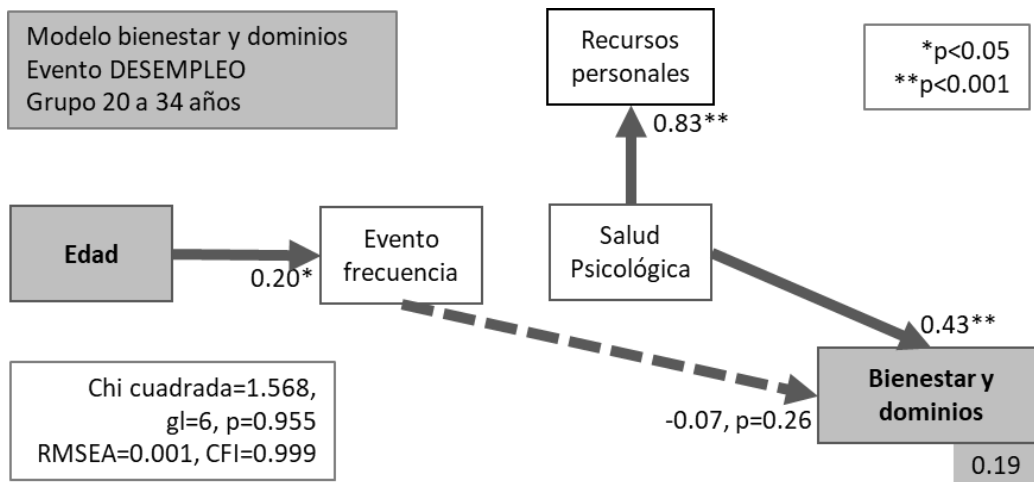 Modelo bienestar y dominios
Evento DESEMPLEO
Grupo 20 a 34 años
Recursos
personales
*p<0.05
**p<0.001
0.83**
Edad
0.20*
Evento
frecuencia
Salud
Psicológica
0.43**
Chi cuadrada=1.568,
gl=6, p=0.955
RMSEA=0.001, CFI=0.999
-0.07, p=0.26
Bienestar y
dominios
0.19